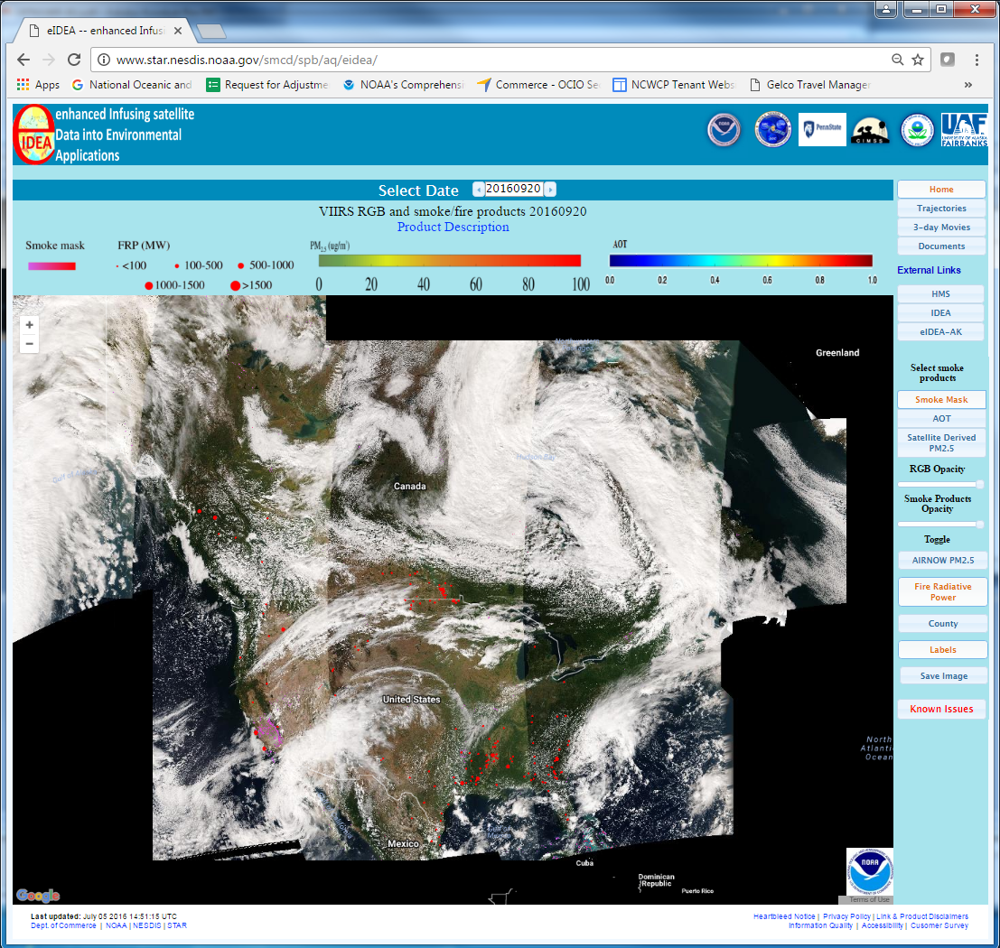 eIDEA -- enhanced Infus
www.star.nesdis.noaa.gov/smcd/spb/aq/eidea/
Apps
National Oceanic and
Request for Adjustme
NOAA's Comprehensi
Commerce - OCIO Se
NCWCP Tenant Webs
Gelco Travel Manager
»
e
IDEA
enhanced Infusing satellite
Data into Environmental
Applications
PennState
CIMSS
UAF
UNIVERSITY OF ALASKA
FAIRBANKS
Select Date
20160920
VIIRS RGB and smoke/fire products 20160920
Product Description
Smoke mask
FRP (MW)
<100
100-500
500-1000
1000-1500
>1500
PM2.5 (ug/m³)
0 20 40 60 80 100
AOT
0.0 0.2 0.4 0.6 0.8 1.0
Home
Trajectories
3-day Movies
Documents
External Links
HMS
IDEA
eIDEA-AK
Select smoke
products
Smoke Mask
AOT
Satellite Derived
PM2.5
RGB Opacity
Smoke Products
Opacity
Toggle
AIRNOW PM2.5
Fire Radiative
Power
County
Labels
Save Image
Known Issues
+
−
Greenland
Hudson Bay
Canada
United States
Mexico
Cuba
Dominican
Republic
Puerto Rico
North
Atlanti
Ocean
Google
NOAA
Terms of Use
Last updated: July 05 2016 14:51:15 UTC
Dept. of Commerce | NOAA | NESDIS | STAR
Heartbleed Notice | Privacy Policy | Link & Product Disclaimers
Information Quality | Accessibility | Cusomer Survey